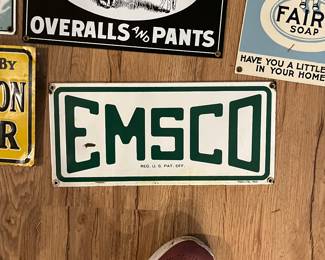 OVERALLS AND PANTS
FAIR
SOAP
HAVE YOU A LITTLE
IN YOUR HOME
BY
ON
R
EMSCO
REG. U. S. PAT. OFF.